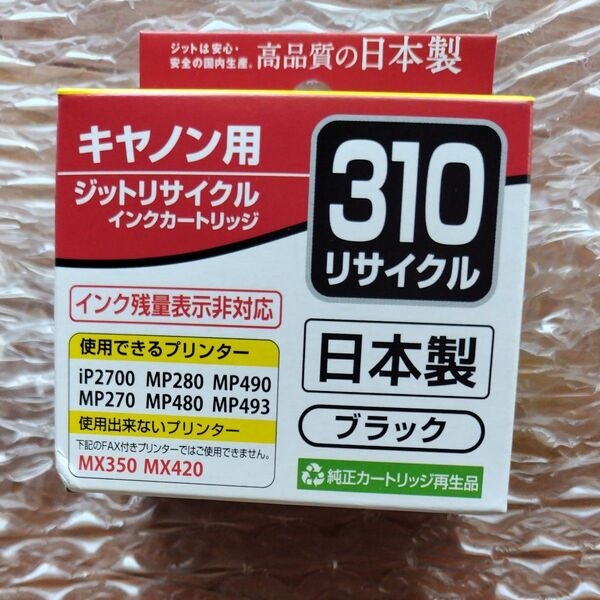 ジットは安心・
安全の国内生産。
高品質の日本製
キヤノン用
ジットリサイクル
インクカートリッジ
310
リサイクル
インク残量表示非対応
使用できるプリンター
iP2700 MP280 MP490
MP270 MP480 MP493
使用出来ないプリンター
下記のFAX付きプリンターではご使用できません。
MX350 MX420
日本製
ブラック
純正カートリッジ再生品